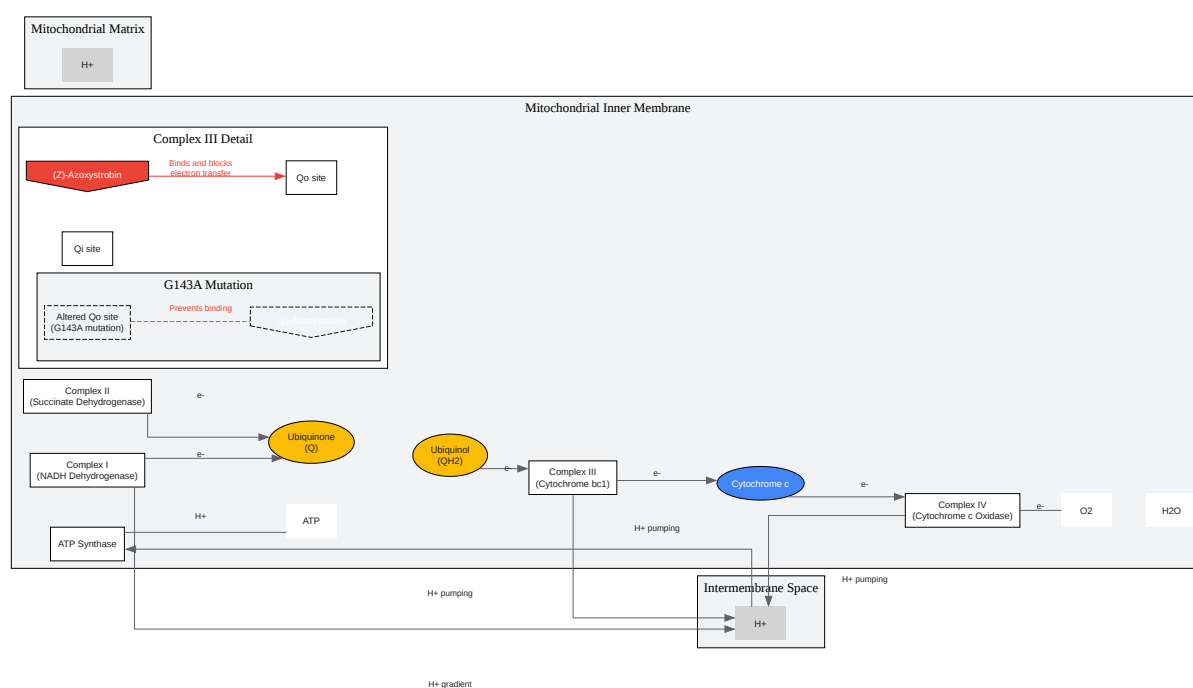 Mitochondrial Matrix
H+
Mitochondrial Inner Membrane
Complex III Detail
(Z)-Azoxystrobin
Binds and blocks
electron transfer
Qo site
Qi site
G143A Mutation
Altered Qo site
(G143A mutation)
Prevents binding
(Z)-Azoxystrobin
Complex II
(Succinate Dehydrogenase)
e-
Ubiquinone
(Q)
Complex I
(NADH Dehydrogenase)
e-
Ubiquinol
(QH2)
e-
Complex III
(Cytochrome bc1)
e-
Cytochrome c
e-
Complex IV
(Cytochrome c Oxidase)
e-
O2
H2O
ATP Synthase
H+
ATP
H+ pumping
H+ pumping
H+ pumping
Intermembrane Space
H+
H+ gradient